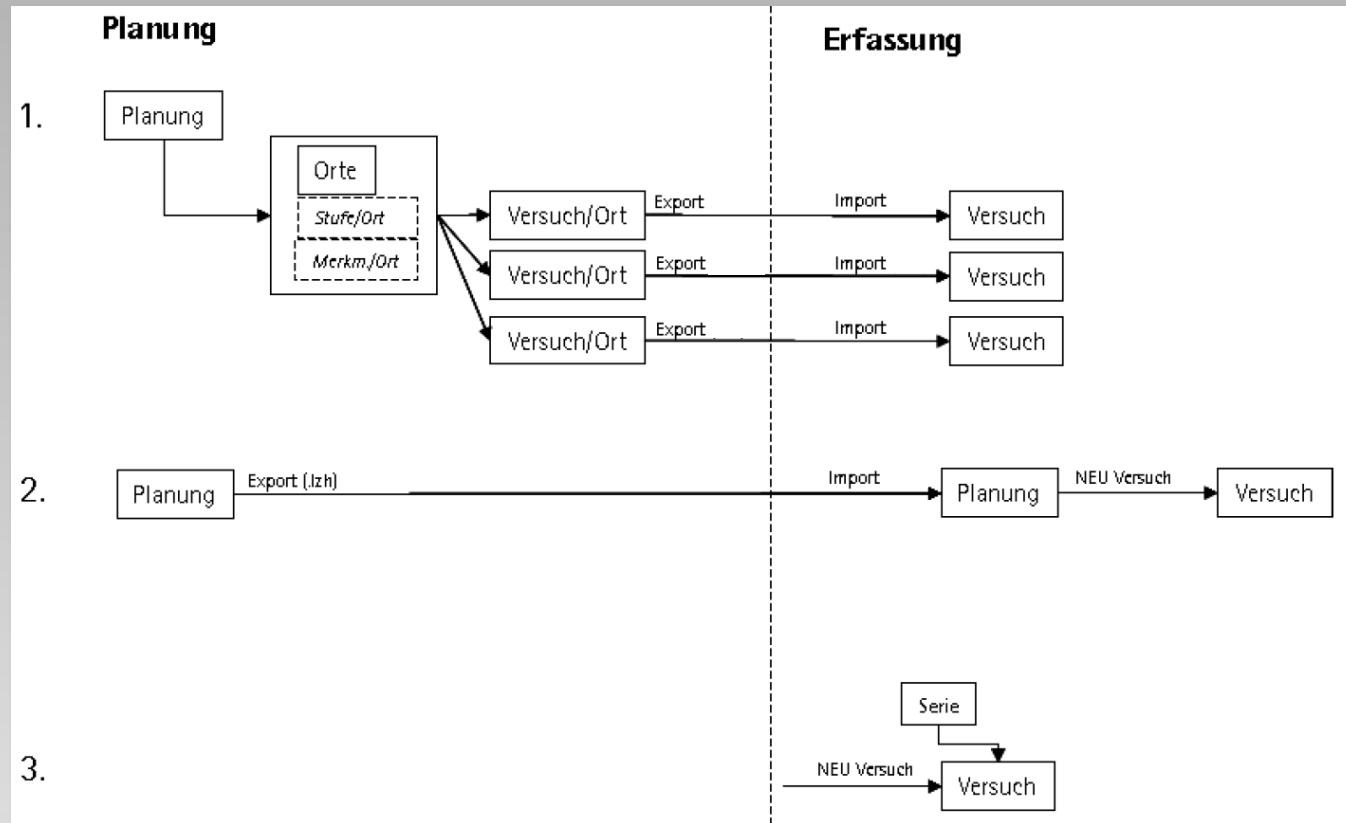 Planung
Erfassung
1.
Planung
Orte
Stufe/Ort
Merkm./Ort
Versuch/Ort
Export
Import
Versuch
Versuch/Ort
Export
Import
Versuch
Versuch/Ort
Export
Import
Versuch
2.
Planung
Export (.lzh)
Import
Planung
NEU Versuch
Versuch
Serie
3.
NEU Versuch
Versuch